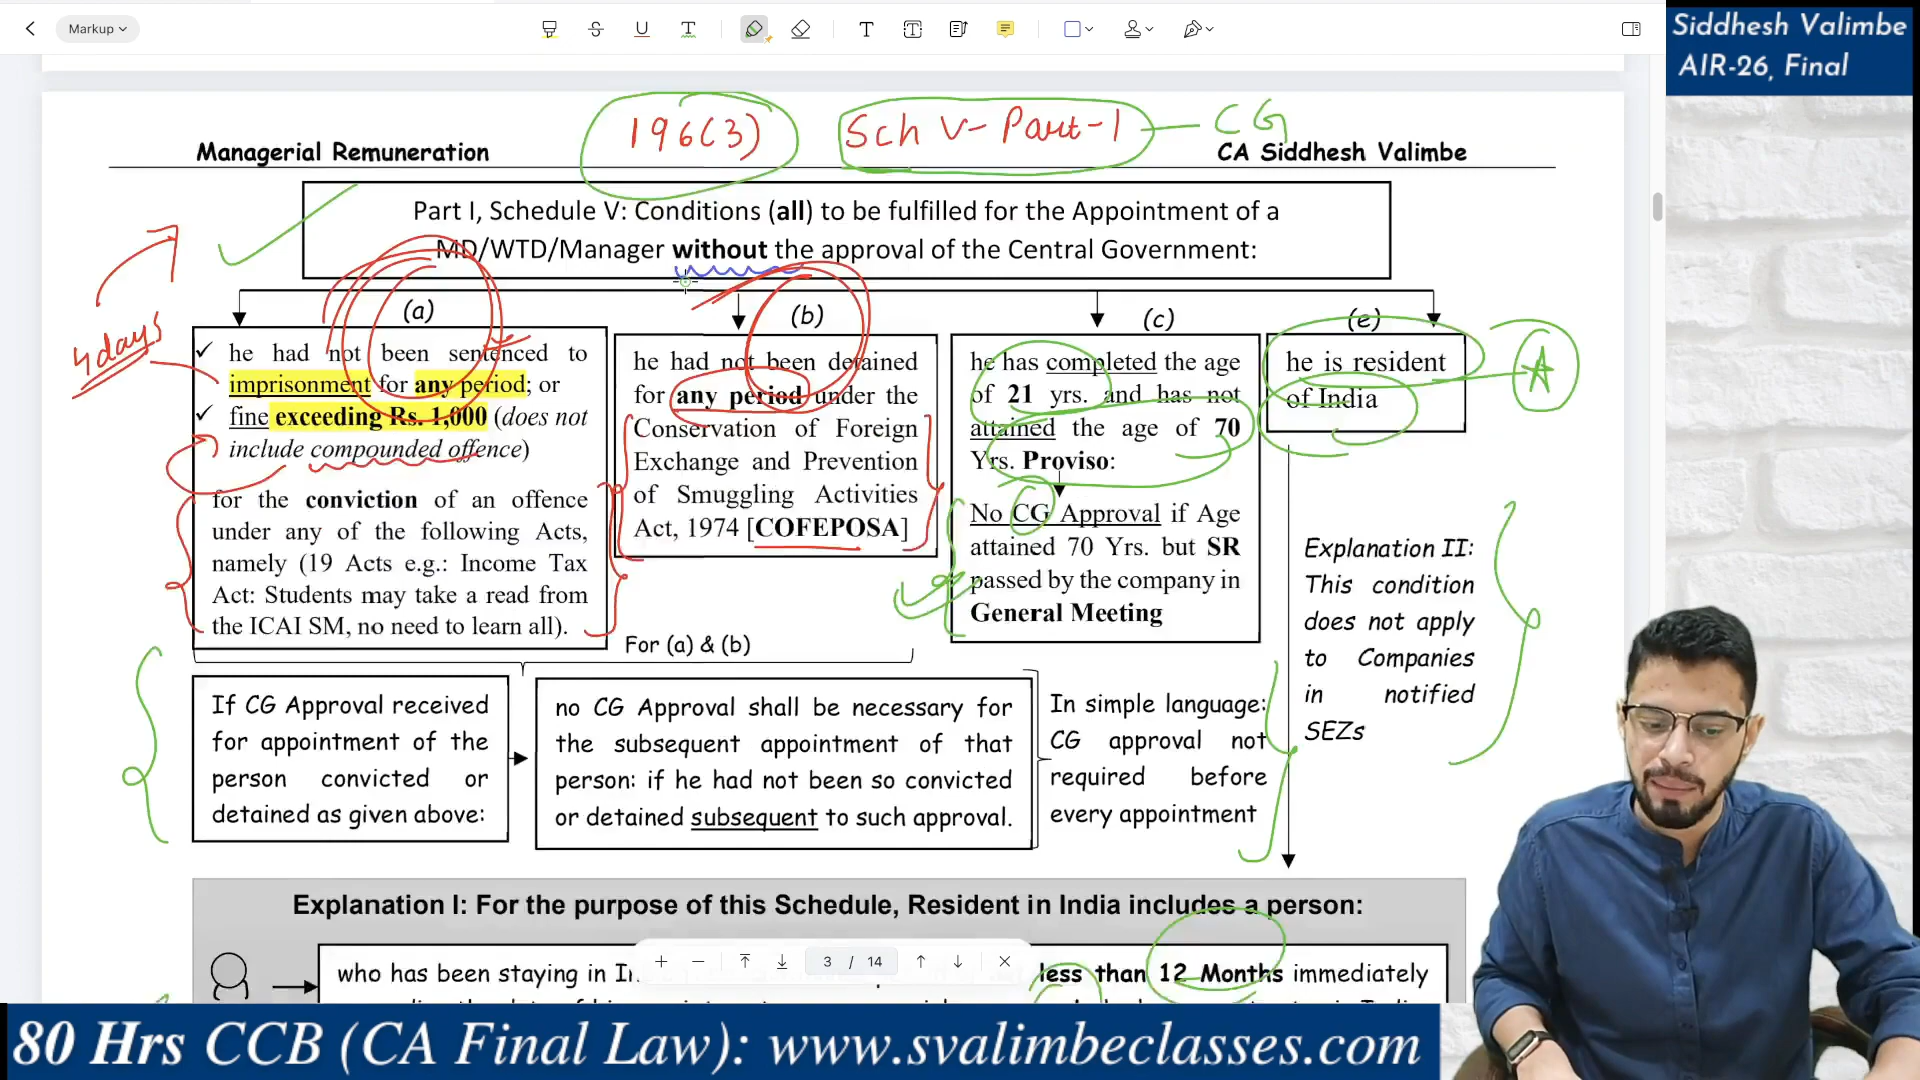 Markup
Siddhesh Valimbe
AIR-26, Final
196(3) Sch V- Part-1 — CG
Managerial Remuneration
CA Siddhesh Valimbe
Part I, Schedule V: Conditions (all) to be fulfilled for the Appointment of a
MD/WTD/Manager without the approval of the Central Government:
4 days
(a)
he had not been sentenced to
imprisonment for any period; or
fine exceeding Rs. 1,000 (does not
include compounded offence)
for the conviction of an offence
under any of the following Acts,
namely (19 Acts e.g.: Income Tax
Act: Students may take a read from
the ICAI SM, no need to learn all).
(b)
he had not been detained
for any period under the
Conservation of Foreign
Exchange and Prevention
of Smuggling Activities
Act, 1974 [COFEPOSA]
(c)
he has completed the age
of 21 yrs. and has not
attained the age of 70
Yrs. Proviso:
No CG Approval if Age
attained 70 Yrs. but SR
passed by the company in
General Meeting
(e)
he is resident
of India
Explanation II:
This condition
does not apply
to Companies
in notified
SEZs
For (a) & (b)
If CG Approval received
for appointment of the
person convicted or
detained as given above:
no CG Approval shall be necessary for
the subsequent appointment of that
person: if he had not been so convicted
or detained subsequent to such approval.
In simple language:
CG approval not
required before
every appointment
Explanation I: For the purpose of this Schedule, Resident in India includes a person:
who has been staying in less than 12 Months immediately
3 / 14
80 Hrs CCB (CA Final Law): www.svalimbeclasses.com